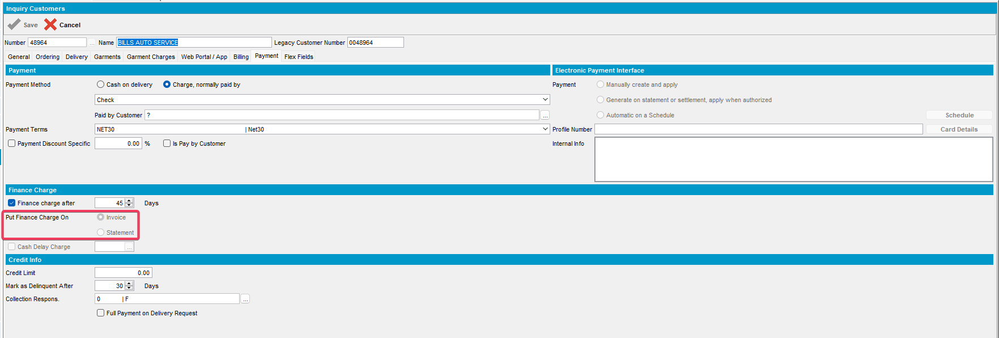 Inquiry Customers
Save Cancel
Number 48964 ... Name BILLS AUTO SERVICE Legacy Customer Number 0048964
General Ordering Delivery Garments Garment Charges Web Portal / App Billing Payment Flex Fields
Payment
Payment Method Cash on delivery Charge, normally paid by
Check
Paid by Customer ? ...
Payment Terms NET30 | Net30
Payment Discount Specific 0.00 % Is Pay by Customer
Electronic Payment Interface
Payment Manually create and apply
Generate on statement or settlement, apply when authorized
Automatic on a Schedule Schedule
Profile Number Card Details
Internal Info
Finance Charge
Finance charge after 45 Days
Put Finance Charge On Invoice
Statement
Cash Delay Charge ...
Credit Info
Credit Limit 0.00
Mark as Delinquent After 30 Days
Collection Respons. 0 | F ...
Full Payment on Delivery Request